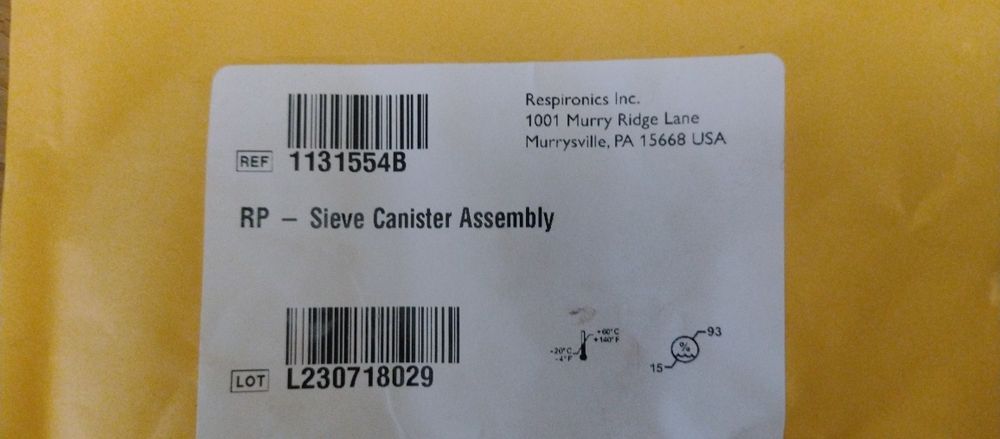 Respironics Inc.
1001 Murry Ridge Lane
Murrysville, PA 15668 USA
REF 1131554B
RP – Sieve Canister Assembly
LOT L230718029
+60°C
+140°F
-20°C
-4°F
%
93
15